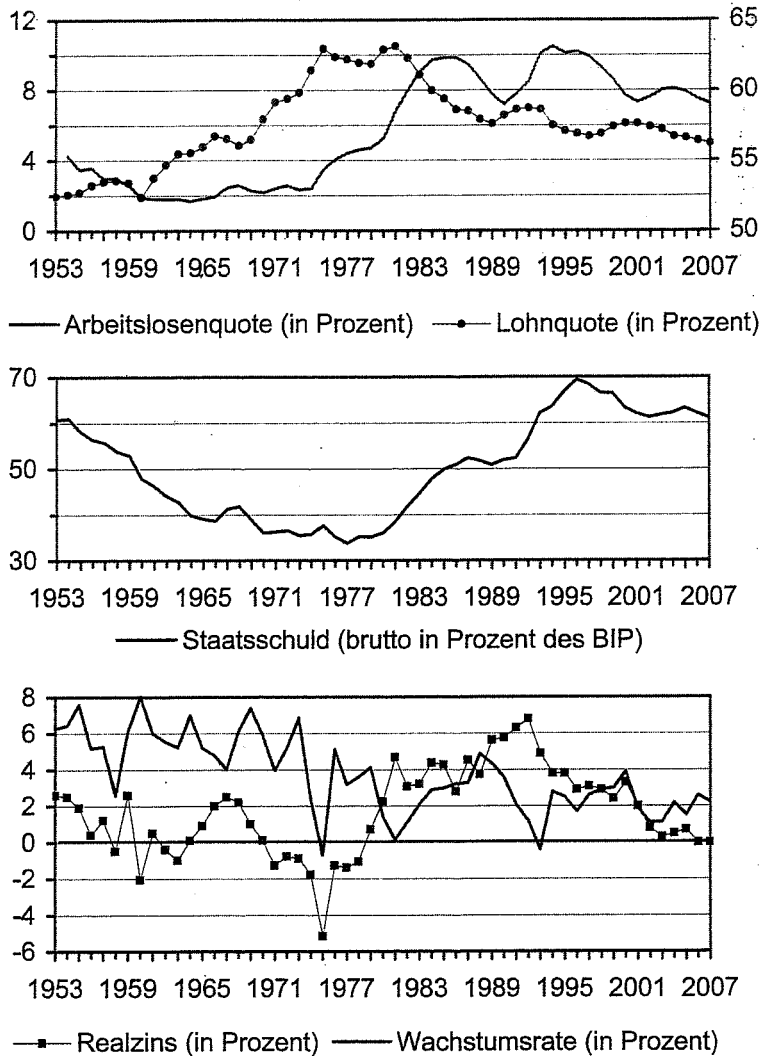 12 65
8 60
4 55
0 50
1953 1959 1965 1971 1977 1983 1989 1995 2001 2007
Arbeitslosenquote (in Prozent) Lohnquote (in Prozent)
70
50
30
1953 1959 1965 1971 1977 1983 1989 1995 2001 2007
Staatsschuld (brutto in Prozent des BIP)
8
6
4
2
0
-2
-4
-6
1953 1959 1965 1971 1977 1983 1989 1995 2001 2007
Realzins (in Prozent) Wachstumsrate (in Prozent)